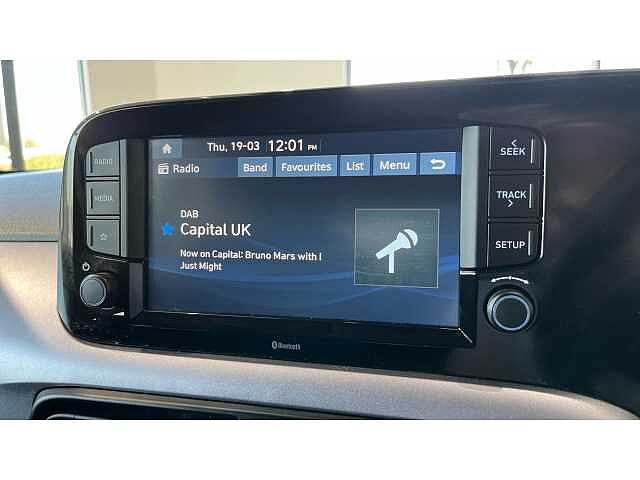 Thu, 19-03 12:01 PM
Radio Band Favourites List Menu
DAB
Capital UK
Now on Capital: Bruno Mars with I
Just Might
RADIO
MEDIA
SEEK
TRACK
SETUP
Bluetooth